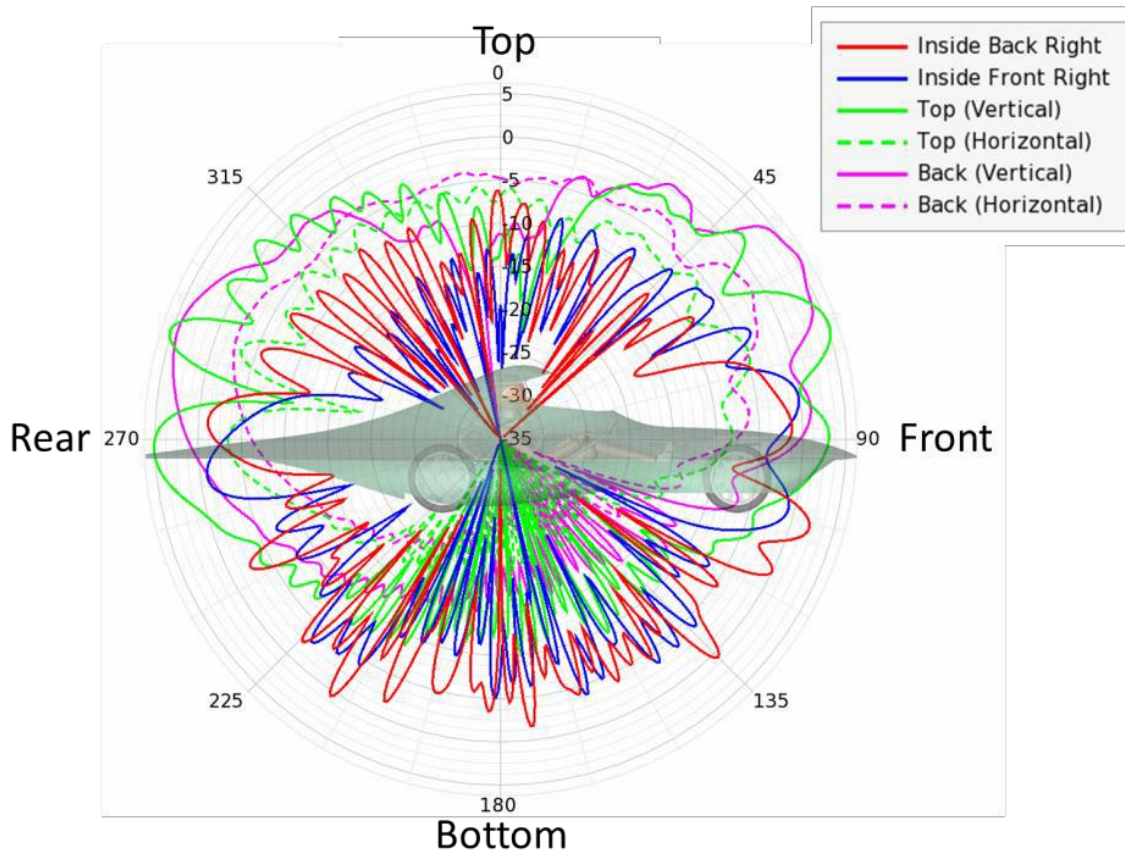 Top
0
5
0
-5
-10
-15
-20
-25
-30
-35
45
90
Front
135
180
Bottom
225
Rear
270
315
Inside Back Right
Inside Front Right
Top (Vertical)
Top (Horizontal)
Back (Vertical)
Back (Horizontal)